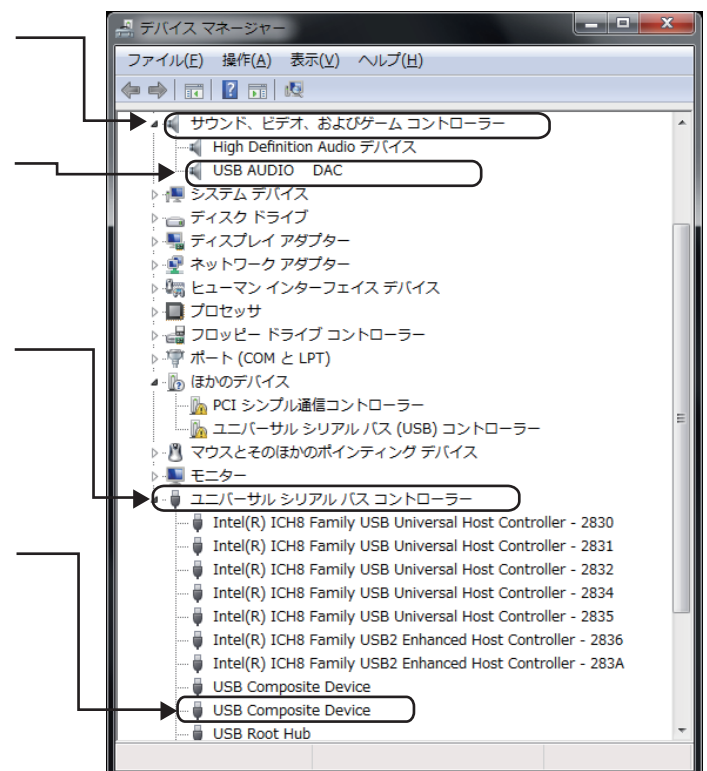 デバイス マネージャー
ファイル(F) 操作(A) 表示(V) ヘルプ(H)
サウンド、ビデオ、およびゲーム コントローラー
High Definition Audio デバイス
USB AUDIO DAC
システム デバイス
ディスク ドライブ
ディスプレイ アダプター
ネットワーク アダプター
ヒューマン インターフェイス デバイス
プロセッサ
フロッピー ドライブ コントローラー
ポート (COM と LPT)
ほかのデバイス
PCI シンプル通信コントローラー
ユニバーサル シリアル バス (USB) コントローラー
マウスとそのほかのポインティング デバイス
モニター
ユニバーサル シリアル バス コントローラー
Intel(R) ICH8 Family USB Universal Host Controller - 2830
Intel(R) ICH8 Family USB Universal Host Controller - 2831
Intel(R) ICH8 Family USB Universal Host Controller - 2832
Intel(R) ICH8 Family USB Universal Host Controller - 2834
Intel(R) ICH8 Family USB Universal Host Controller - 2835
Intel(R) ICH8 Family USB2 Enhanced Host Controller - 2836
Intel(R) ICH8 Family USB2 Enhanced Host Controller - 283A
USB Composite Device
USB Composite Device
USB Root Hub